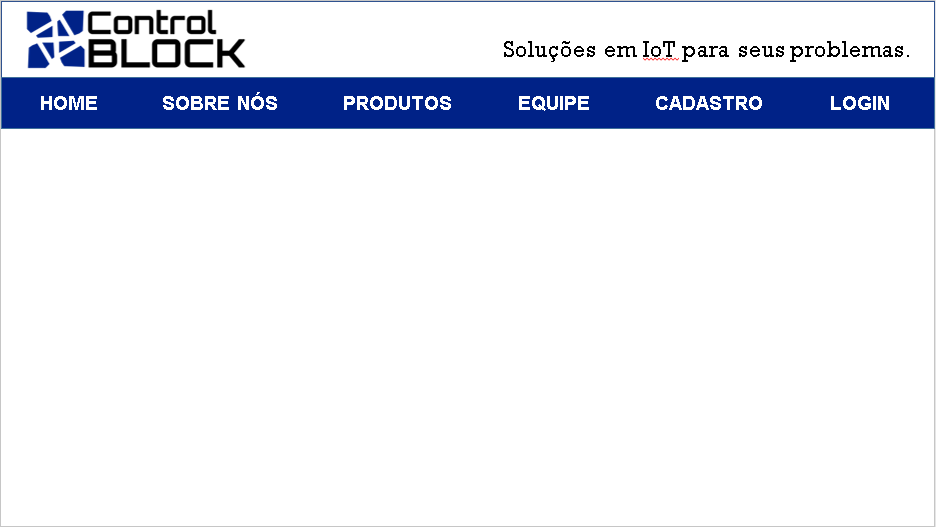 Control
BLOCK
Soluções em IoT para seus problemas.
HOME SOBRE NÓS PRODUTOS EQUIPE CADASTRO LOGIN